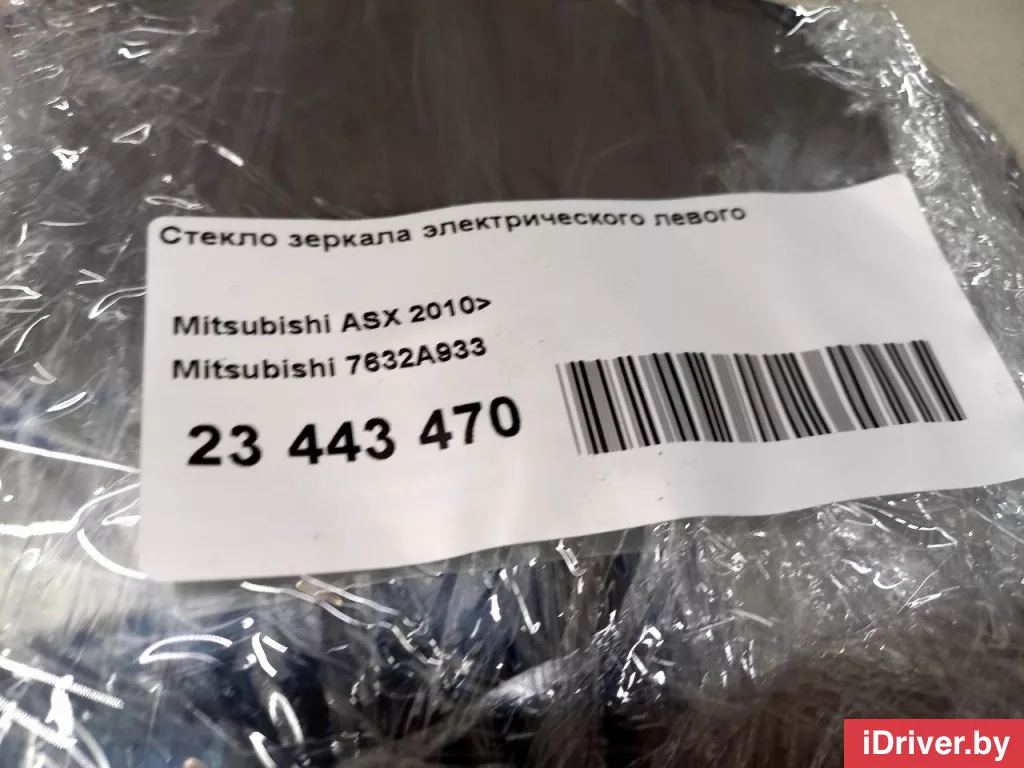 Стекло зеркала электрического левого
Mitsubishi ASX 2010>
Mitsubishi 7632A933
23 443 470
iDriver.by